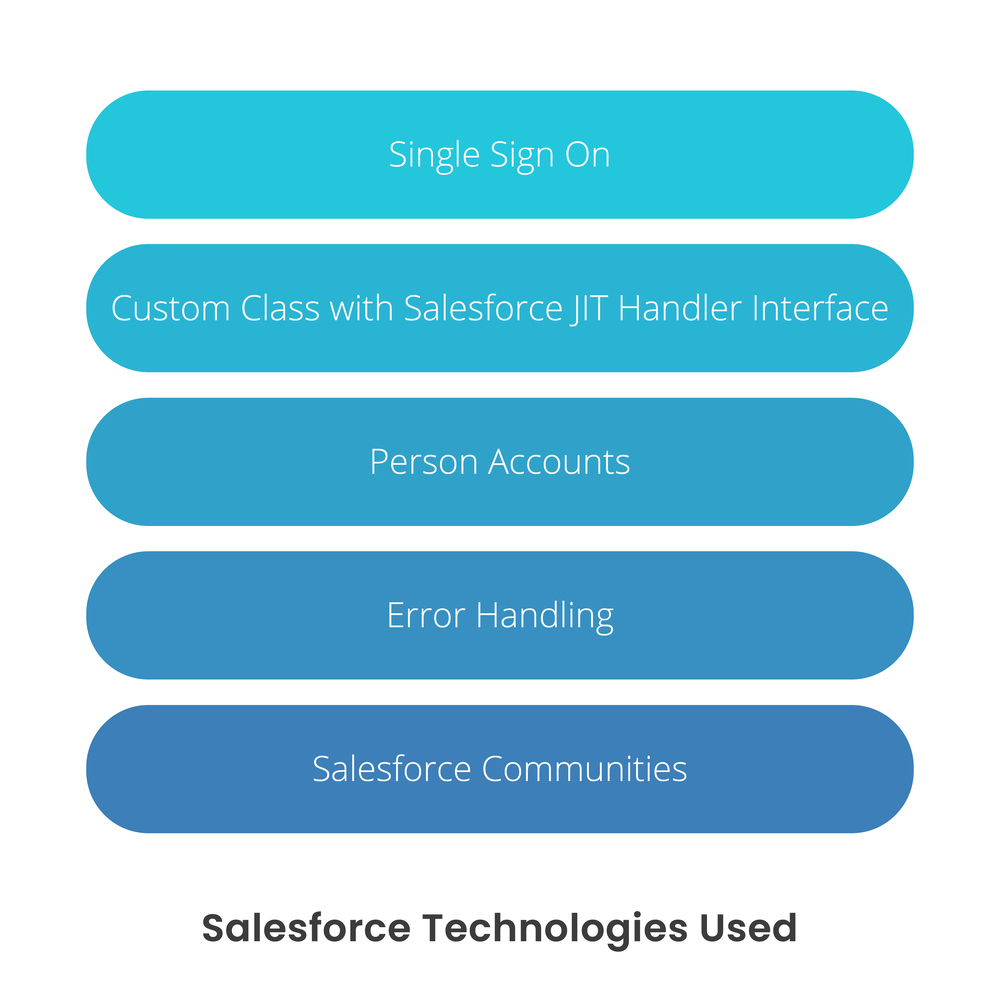 Single Sign On
Custom Class with Salesforce JIT Handler Interface
Person Accounts
Error Handling
Salesforce Communities
Salesforce Technologies Used